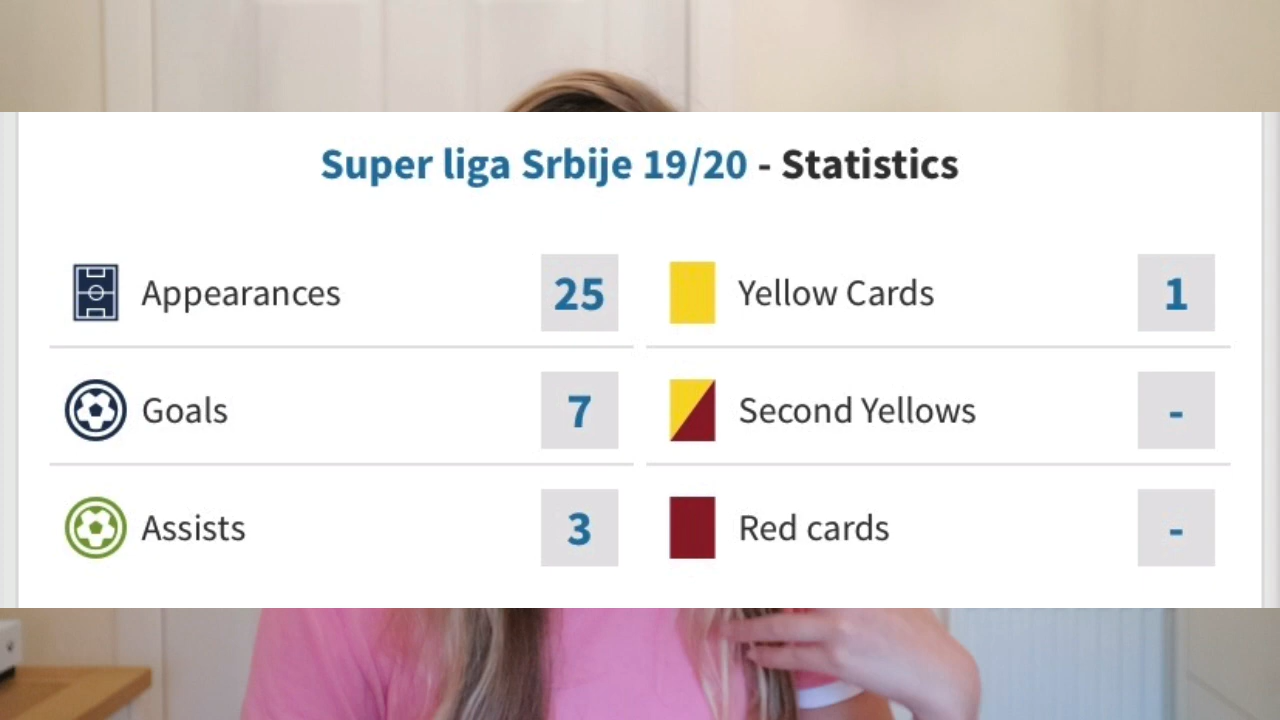 Super liga Srbije 19/20 - Statistics
Appearances 25
Yellow Cards 1
Goals 7
Second Yellows -
Assists 3
Red cards -